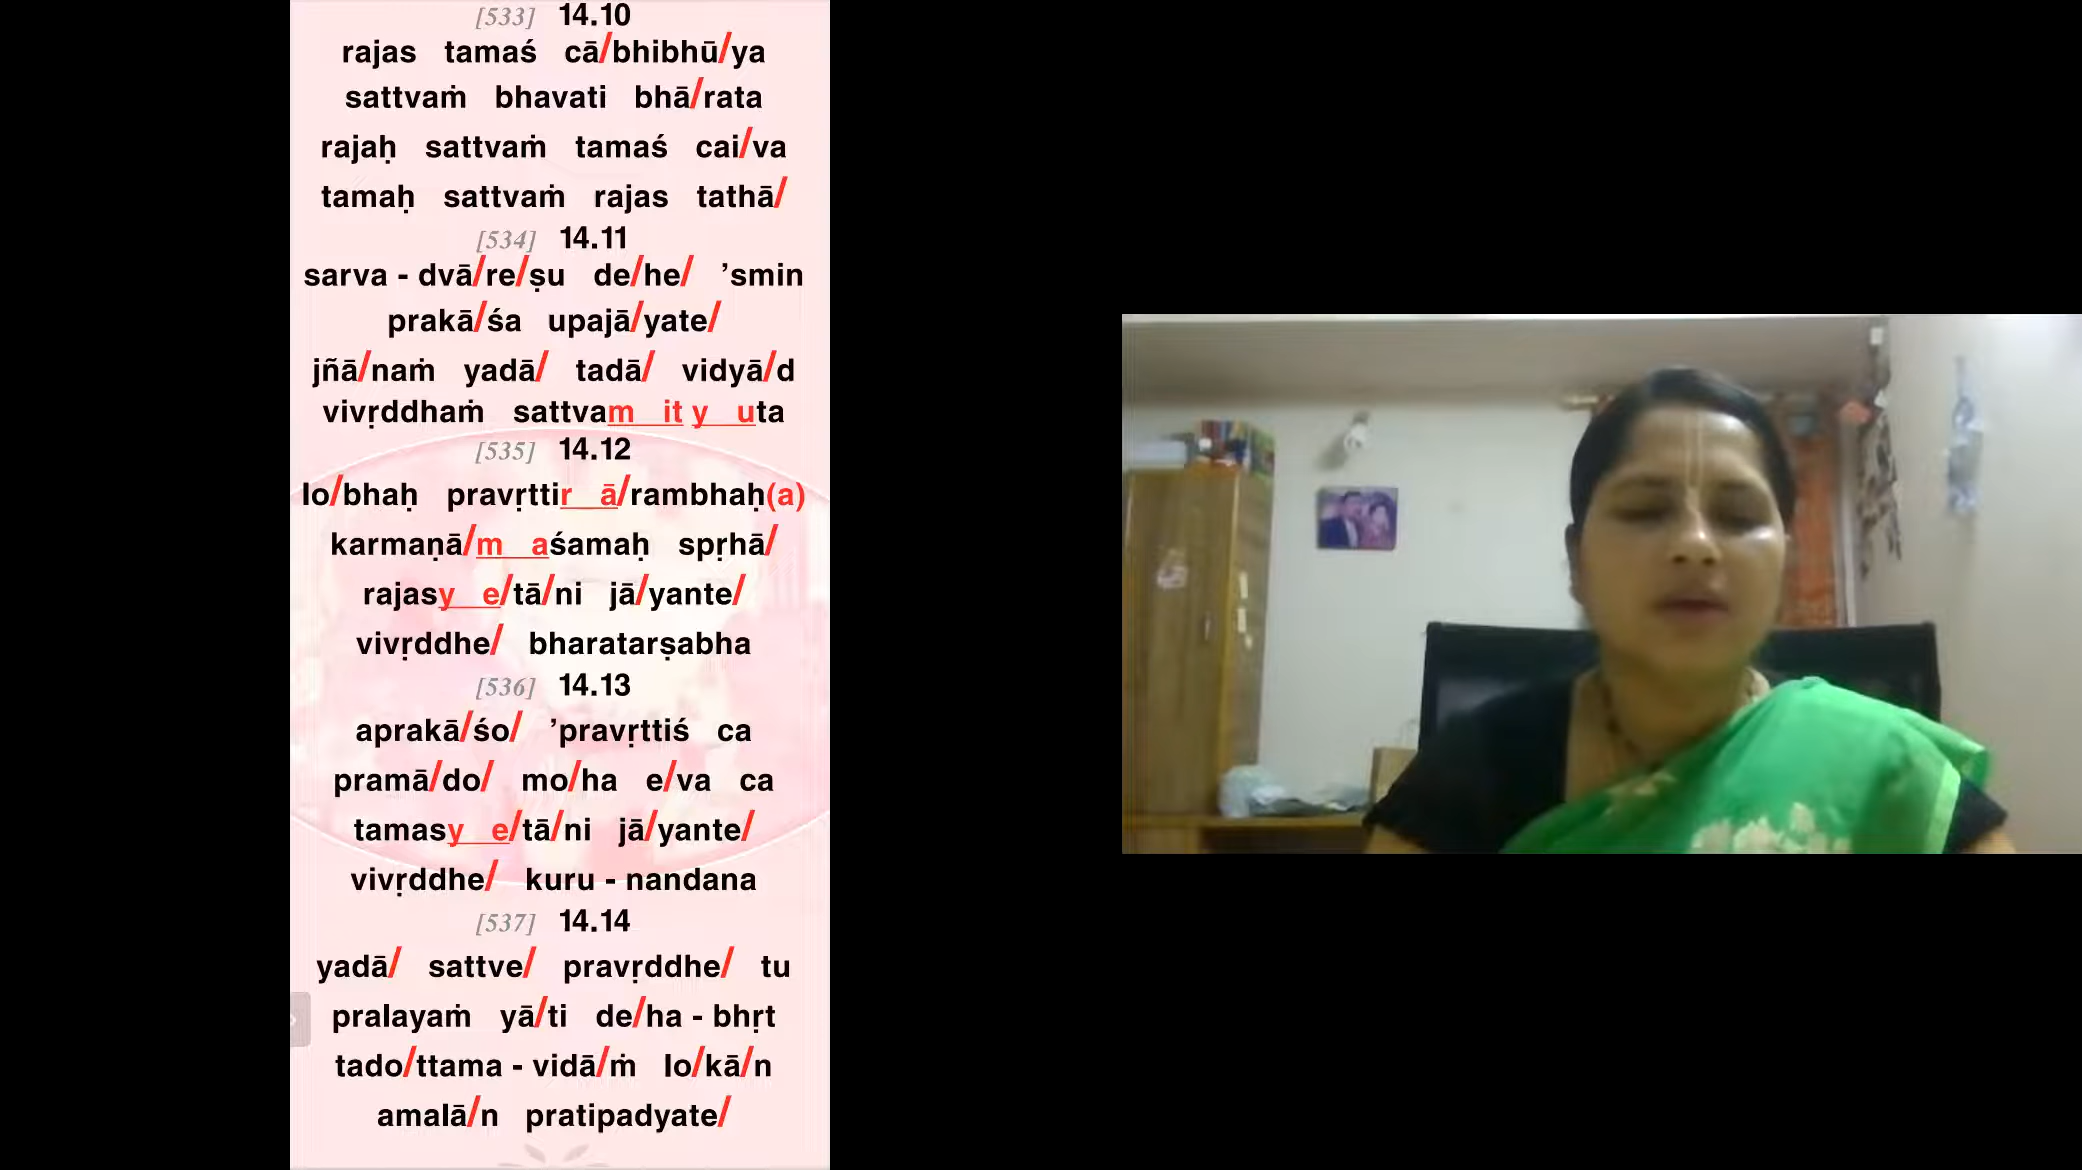 [533] 14.10
rajas tamaś cā/bhibhū/ya
sattvaṁ bhavati bhā/rata
rajaḥ sattvaṁ tamaś cai/va
tamaḥ sattvaṁ rajas tathā/
[534] 14.11
sarva - dvā/re/ṣu de/he/ ’smin
prakā/śa upajā/yate/
jñā/naṁ yadā/ tadā/ vidyā/d
vivṛddhaṁ sattvam it y uta
[535] 14.12
lo/bhaḥ pravṛttir ā/rambhaḥ(a)
karmaṇā/m aśamaḥ spṛhā/
rajasy e/tā/ni jā/yante/
vivṛddhe/ bharatarṣabha
[536] 14.13
aprakā/śo/ ’pravṛttiś ca
pramā/do/ mo/ha e/va ca
tamasy e/tā/ni jā/yante/
vivṛddhe/ kuru - nandana
[537] 14.14
yadā/ sattve/ pravṛddhe/ tu
pralayaṁ yā/ti de/ha - bhṛt
tado/ttama - vidā/ṁ lo/kā/n
amalā/n pratipadyate/